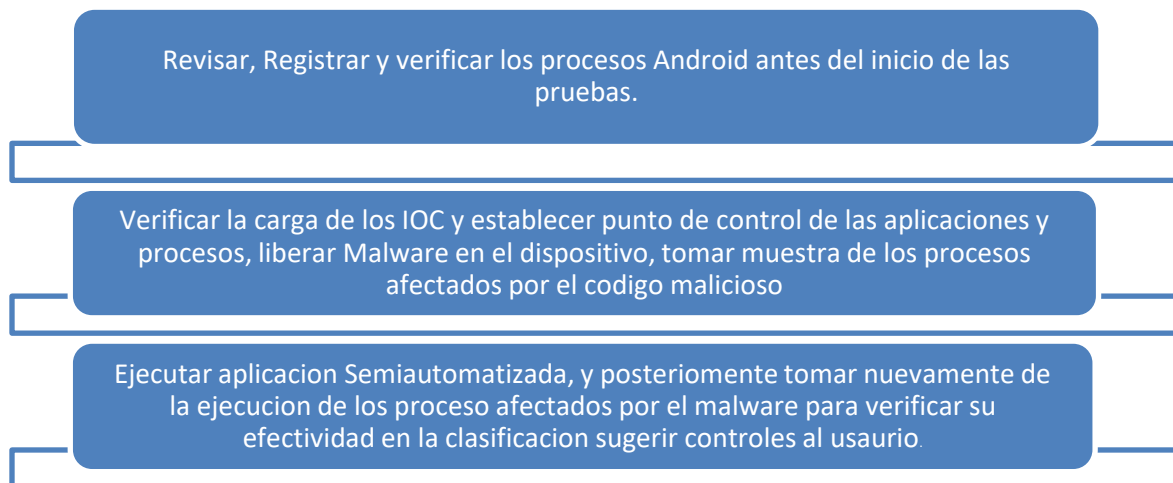 Revisar, Registrar y verificar los procesos Android antes del inicio de las
pruebas.
Verificar la carga de los IOC y establecer punto de control de las aplicaciones y
procesos, liberar Malware en el dispositivo, tomar muestra de los procesos
afectados por el codigo malicioso
Ejecutar aplicacion Semiautomatizada, y posteriomente tomar nuevamente de
la ejecucion de los proceso afectados por el malware para verificar su
efectividad en la clasificacion sugerir controles al usaurio.